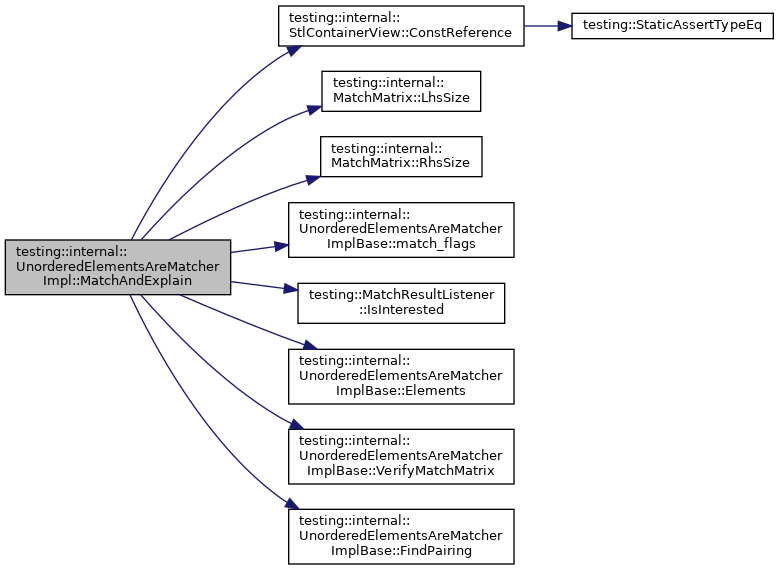 testing::internal::
UnorderedElementsAreMatcher
Impl::MatchAndExplain
testing::internal::
StlContainerView::ConstReference
testing::StaticAssertTypeEq
testing::internal::
MatchMatrix::LhsSize
testing::internal::
MatchMatrix::RhsSize
testing::internal::
UnorderedElementsAreMatcher
ImplBase::match_flags
testing::MatchResultListener
::IsInterested
testing::internal::
UnorderedElementsAreMatcher
ImplBase::Elements
testing::internal::
UnorderedElementsAreMatcher
ImplBase::VerifyMatchMatrix
testing::internal::
UnorderedElementsAreMatcher
ImplBase::FindPairing